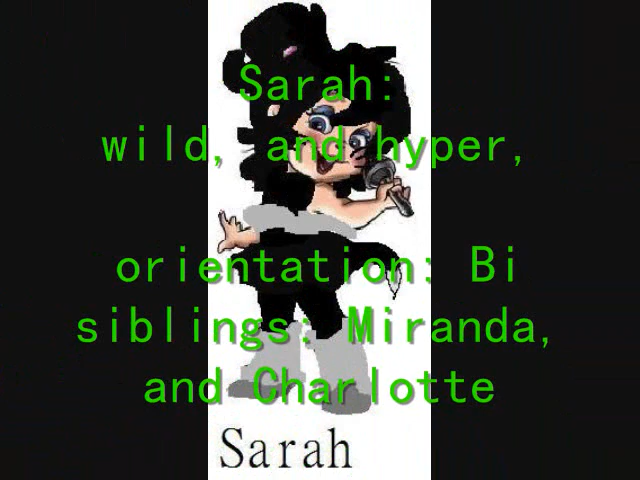 Sarah:
wild, and hyper,
orientation: Bi
siblings: Miranda,
and Charlotte
Sarah